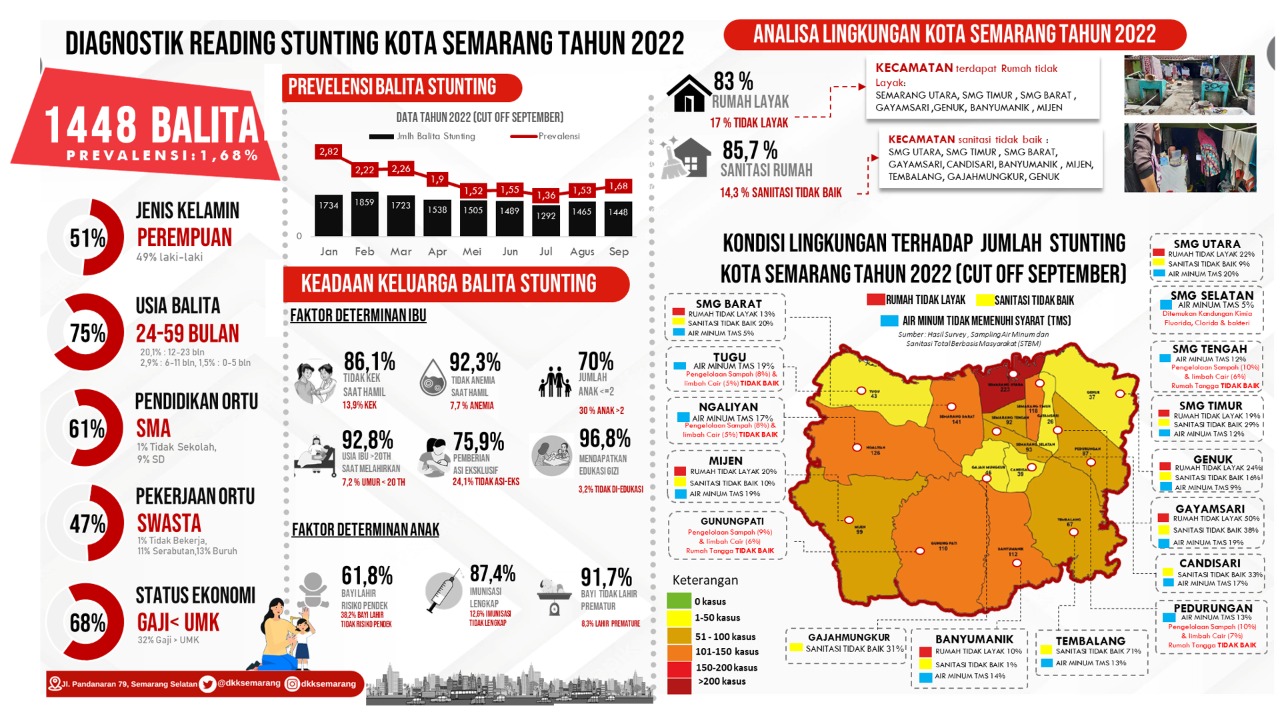 DIAGNOSTIK READING STUNTING KOTA SEMARANG TAHUN 2022
1448 BALITA
PREVALENSI:1,68%
51%
JENIS KELAMIN
PEREMPUAN
49% laki-laki
75%
USIA BALITA
24-59 BULAN
20,1% : 12-23 bln
2,9% : 6-11 bln, 1,5% : 0-5 bln
61%
PENDIDIKAN ORTU
SMA
1% Tidak Sekolah,
9% SD
47%
PEKERJAAN ORTU
SWASTA
1% Tidak Bekerja,
11% Serabutan,13% Buruh
68%
STATUS EKONOMI
GAJI< UMK
32% Gaji > UMK
Jl. Pandanaran 79, Semarang Selatan
@dkksemarang
dkksemarang
PREVELENSI BALITA STUNTING
DATA TAHUN 2022 (CUT OFF SEPTEMBER)
Jmlh Balita Stunting
Prevalensi
2,82
2,22
2,26
1,9
1,52
1,55
1,36
1,53
1,68
1734
1859
1723
1538
1505
1489
1292
1465
1448
0
Jan
Feb
Mar
Apr
Mei
Jun
Jul
Agus
Sep
KEADAAN KELUARGA BALITA STUNTING
FAKTOR DETERMINAN IBU
86,1%
TIDAK KEK
SAAT HAMIL
13,9% KEK
92,3%
TIDAK ANEMIA
SAAT HAMIL
7,7 % ANEMIA
70%
JUMLAH
ANAK <=2
30 % ANAK >2
92,8%
USIA IBU >20TH
SAAT MELAHIRKAN
7,2 % UMUR < 20 TH
75,9%
PEMBERIAN
ASI EKSKLUSIF
24,1% TIDAK ASI-EKS
96,8%
MENDAPATKAN
EDUKASI GIZI
3,2% TIDAK DI-EDUKASI
FAKTOR DETERMINAN ANAK
61,8%
BAYI LAHIR
RISIKO PENDEK
38,2% BAYI LAHIR
TIDAK RISIKO PENDEK
87,4%
IMUNISASI
LENGKAP
12,6% IMUNISASI
TIDAK LENGKAP
91,7%
BAYI TIDAK LAHIR
PREMATUR
8,3% LAHIR PREMATURE
ANALISA LINGKUNGAN KOTA SEMARANG TAHUN 2022
83 %
RUMAH LAYAK
17 % TIDAK LAYAK
KECAMATAN terdapat Rumah tidak
Layak:
SEMARANG UTARA, SMG TIMUR , SMG BARAT ,
GAYAMSARI ,GENUK, BANYUMANIK , MIJEN
85,7 %
SANITASI RUMAH
14,3 % SANIITASI TIDAK BAIK
KECAMATAN sanitasi tidak baik :
SMG UTARA, SMG TIMUR , SMG BARAT,
GAYAMSARI, CANDISARI, BANYUMANIK , MIJEN,
TEMBALANG, GAJAHMUNGKUR, GENUK
KONDISI LINGKUNGAN TERHADAP JUMLAH STUNTING
KOTA SEMARANG TAHUN 2022 (CUT OFF SEPTEMBER)
RUMAH TIDAK LAYAK
SANITASI TIDAK BAIK
AIR MINUM TIDAK MEMENUHI SYARAT (TMS)
Sumber : Hasil Survey , Sampling Air Minum dan
Sanitasi Total Berbasis Masyarakat (STBM)
SMG BARAT
RUMAH TIDAK LAYAK 13%
SANITASI TIDAK BAIK 20%
AIR MINUM TMS 5%
TUGU
AIR MINUM TMS 19%
Pengelolaan Sampah (8%) &
limbah Cair (5%) TIDAK BAIK
NGALIYAN
AIR MINUM TMS 17%
Pengelolaan Sampah (8%) &
limbah Cair (5%) TIDAK BAIK
MIJEN
RUMAH TIDAK LAYAK 20%
SANITASI TIDAK BAIK 10%
AIR MINUM TMS 19%
GUNUNGPATI
Pengelolaan Sampah (9%)
& limbah Cair (6%)
Rumah Tangga TIDAK BAIK
SMG UTARA
RUMAH TIDAK LAYAK 22%
SANITASI TIDAK BAIK 9%
AIR MINUM TMS 20%
SMG SELATAN
AIR MINUM TMS 5%
Ditemukan Kandungan Kimia
Fluorida, Clorida & bakteri
SMG TENGAH
AIR MINUM TMS 12%
Pengelolaan Sampah (10%)
& limbah Cair (6%)
Rumah Tangga TIDAK BAIK
SMG TIMUR
RUMAH TIDAK LAYAK 19%
SANITASI TIDAK BAIK 29%
AIR MINUM TMS 12%
GENUK
RUMAH TIDAK LAYAK 24%
SANITASI TIDAK BAIK 16%
AIR MINUM TMS 9%
GAYAMSARI
RUMAH TIDAK LAYAK 50%
SANITASI TIDAK BAIK 38%
AIR MINUM TMS 19%
CANDISARI
SANITASI TIDAK BAIK 33%
AIR MINUM TMS 17%
PEDURUNGAN
AIR MINUM TMS 13%
Pengelolaan Sampah (10%)
& limbah Cair (7%)
Rumah Tangga TIDAK BAIK
TUGU
43
SEMARANG BARAT
141
NGALIYAN
126
MIJEN
99
GUNUNG PATI
110
BANYUMANIK
112
TEMBALANG
67
GENUK
37
GAJAH MUNGKUR
SEMARANG SELATAN
SEMARANG TENGAH
Keterangan
0 kasus
1-50 kasus
51 - 100 kasus
101-150 kasus
150-200 kasus
>200 kasus
GAJAHMUNGKUR
SANITASI TIDAK BAIK 31%
BANYUMANIK
RUMAH TIDAK LAYAK 10%
SANITASI TIDAK BAIK 1%
AIR MINUM TMS 14%
TEMBALANG
SANITASI TIDAK BAIK 71%
AIR MINUM TMS 13%